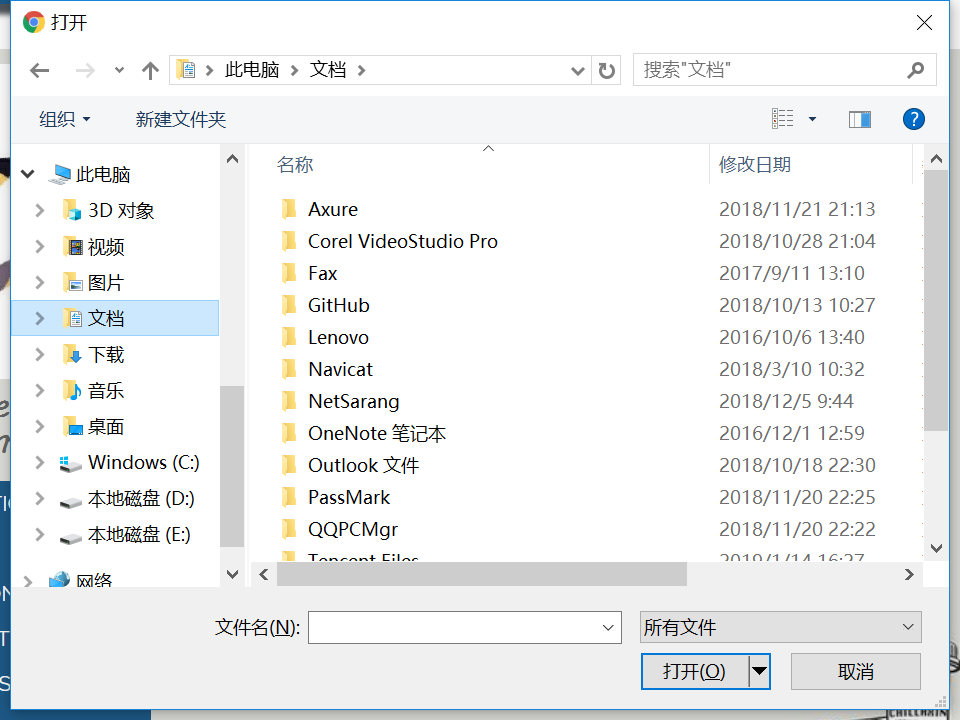 打开
此电脑 文档
搜索"文档"
组织 新建文件夹
此电脑
3D 对象
视频
图片
文档
下载
音乐
桌面
Windows (C:)
本地磁盘 (D:)
本地磁盘 (E:)
网络
名称 修改日期
Axure 2018/11/21 21:13
Corel VideoStudio Pro 2018/10/28 21:04
Fax 2017/9/11 13:10
GitHub 2018/10/13 10:27
Lenovo 2016/10/6 13:40
Navicat 2018/3/10 10:32
NetSarang 2018/12/5 9:44
OneNote 笔记本 2016/12/1 12:59
Outlook 文件 2018/10/18 22:30
PassMark 2018/11/20 22:25
QQPCMgr 2018/11/20 22:22
Tencent Files 2019/1/14 16:27
文件名(N): 所有文件
打开(O) 取消